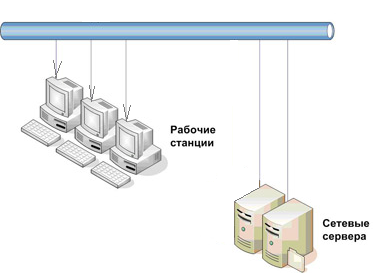 Рабочие
станции
Сетевые
сервера